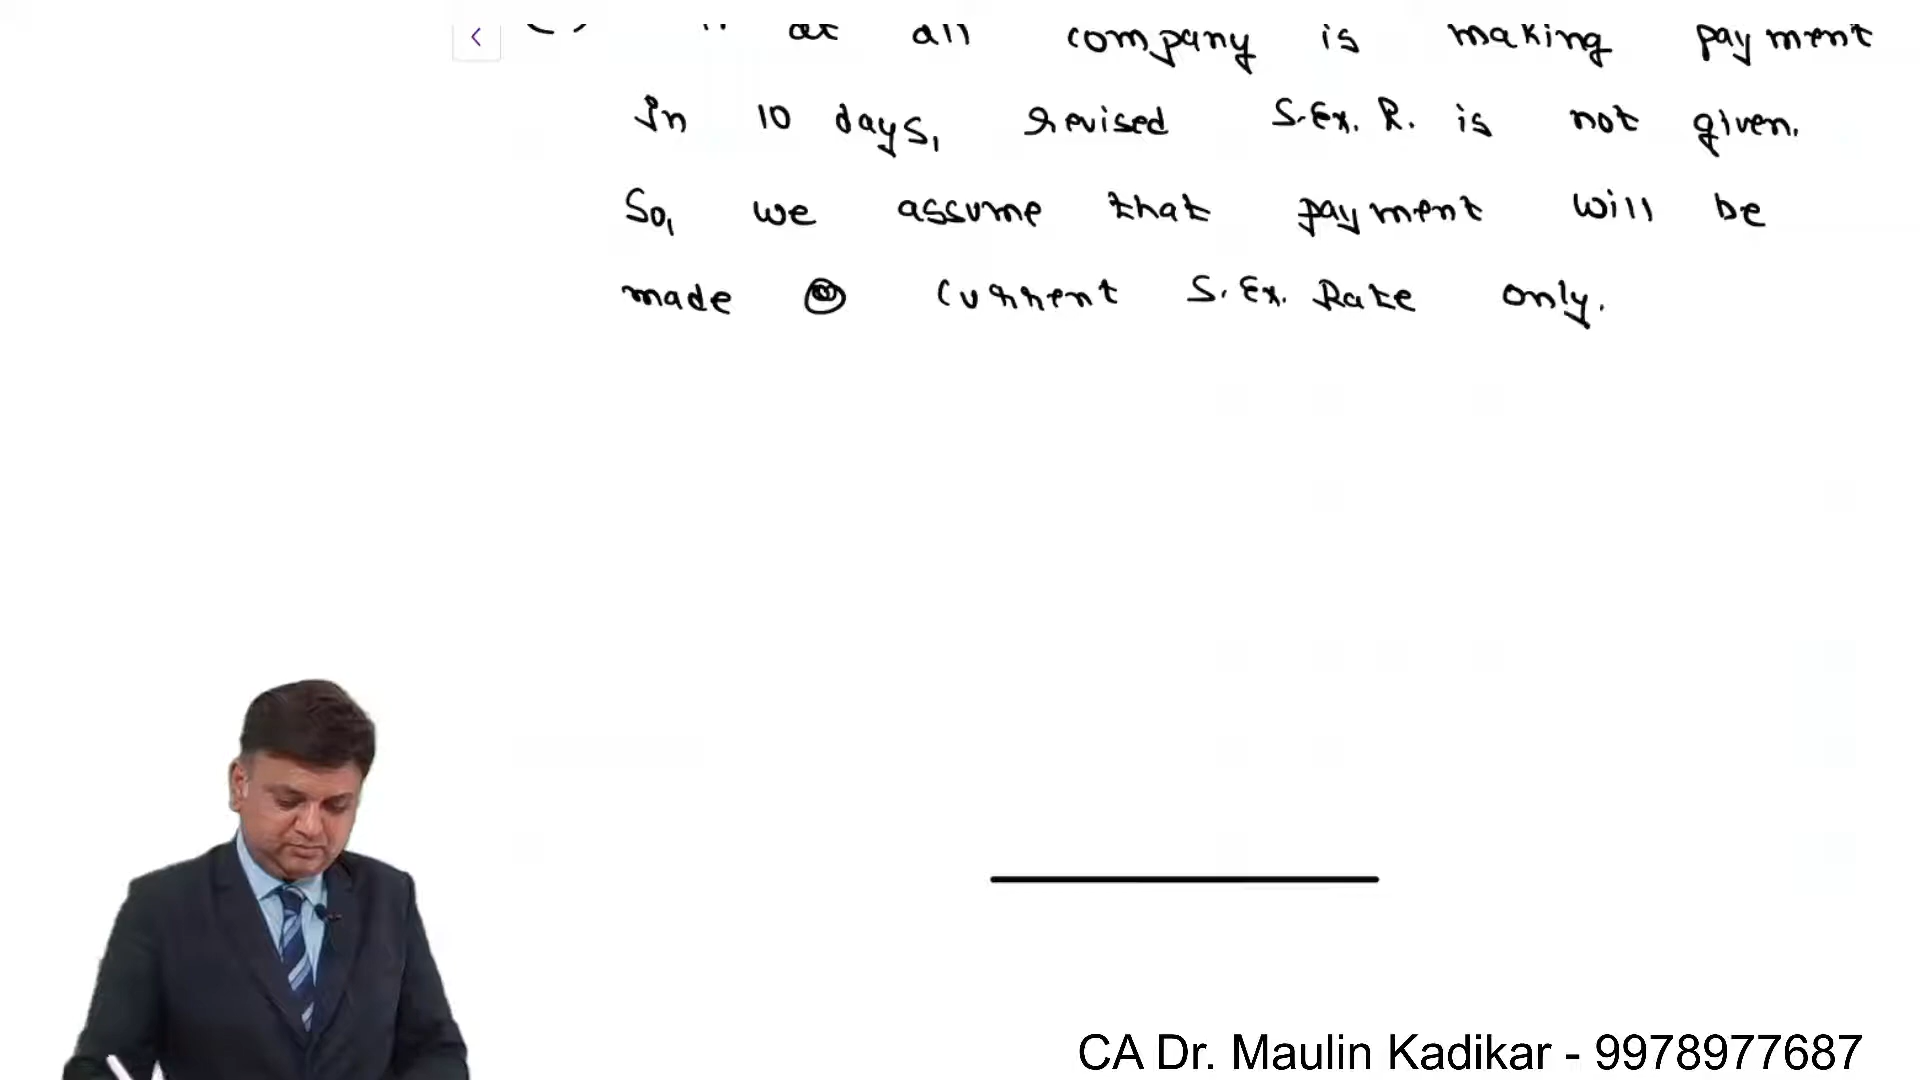 at all company is making payment
In 10 days, revised S.Ex. R. is not given.
So, we assume that payment will be
made @ current S. Ex. Rate only.
CA Dr. Maulin Kadikar - 9978977687